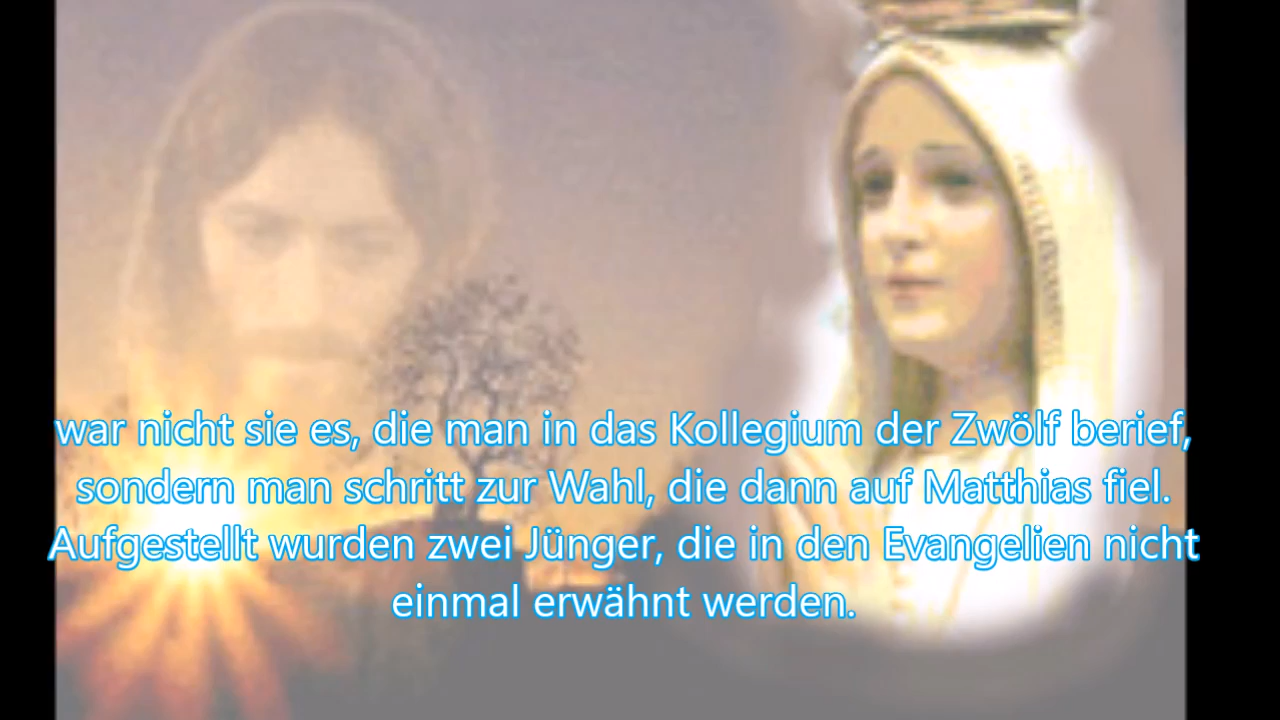 war nicht sie es, die man in das Kollegium der Zwölf berief,
sondern man schritt zur Wahl, die dann auf Matthias fiel.
Aufgestellt wurden zwei Jünger, die in den Evangelien nicht
einmal erwähnt werden.